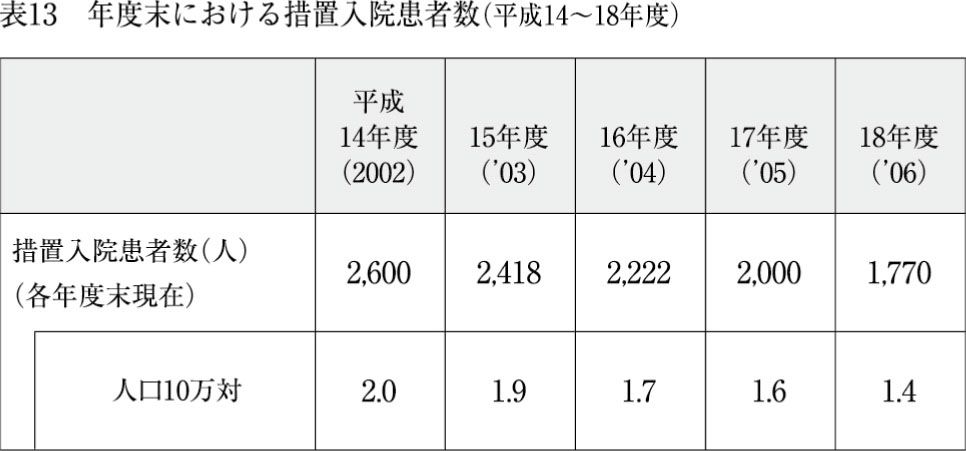 表13　年度末における措置入院患者数（平成14〜18年度）
平成
14年度
（2002）
15年度
（’03）
16年度
（’04）
17年度
（’05）
18年度
（’06）
措置入院患者数（人）
（各年度末現在）
2,600
2,418
2,222
2,000
1,770
人口10万対
2.0
1.9
1.7
1.6
1.4